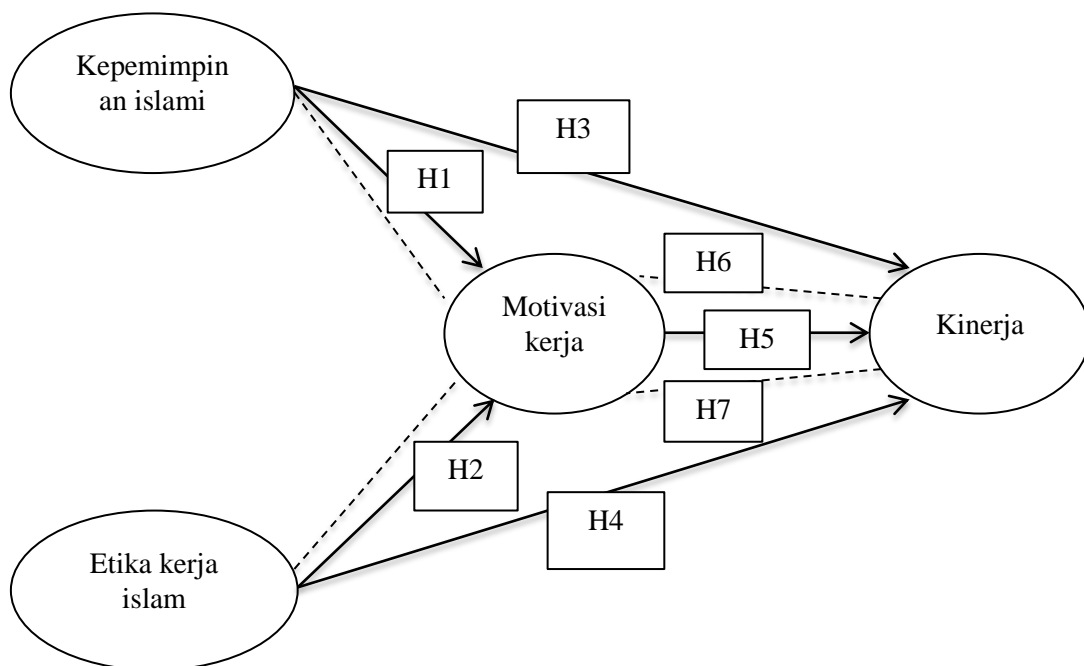 Kepemimpin
an islami
H3
H1
H6
Motivasi
kerja
H5
Kinerja
H7
H2
H4
Etika kerja
islam